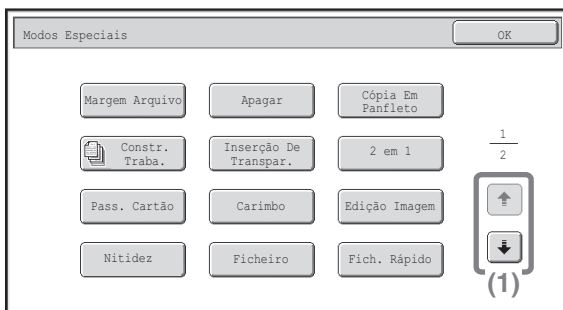 Modos Especiais
OK
Margem Arquivo
Apagar
Cópia Em
Panfleto
Constr.
Traba.
Inserção De
Transpar.
2 em 1
1
2
Pass. Cartão
Carimbo
Edição Imagem
Nitidez
Ficheiro
Fich. Rápido
(1)